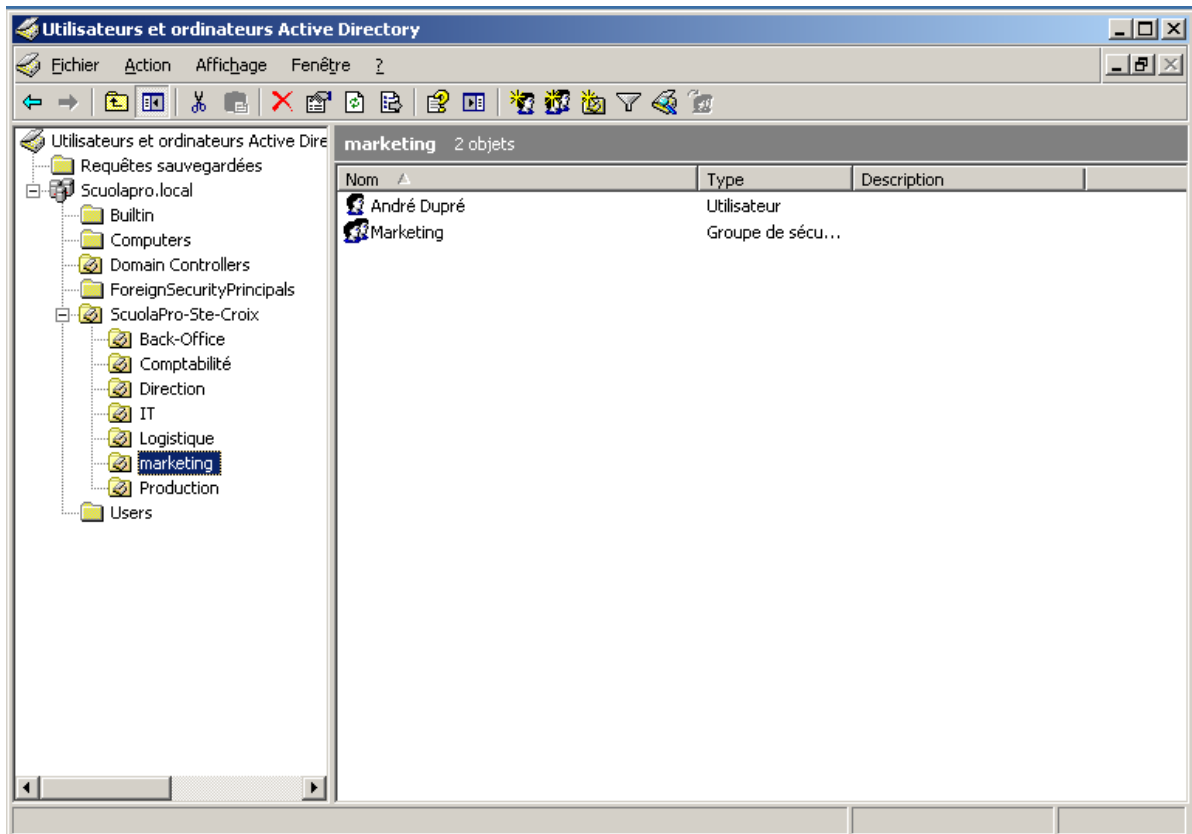 Utilisateurs et ordinateurs Active Directory
Fichier Action Affichage Fenêtre ?
Utilisateurs et ordinateurs Active Dire
Requêtes sauvegardées
Scuolapro.local
Builtin
Computers
Domain Controllers
ForeignSecurityPrincipals
ScuolaPro-Ste-Croix
Back-Office
Comptabilité
Direction
IT
Logistique
marketing
Production
Users
marketing 2 objets
Nom Type Description
André Dupré Utilisateur
Marketing Groupe de sécu...